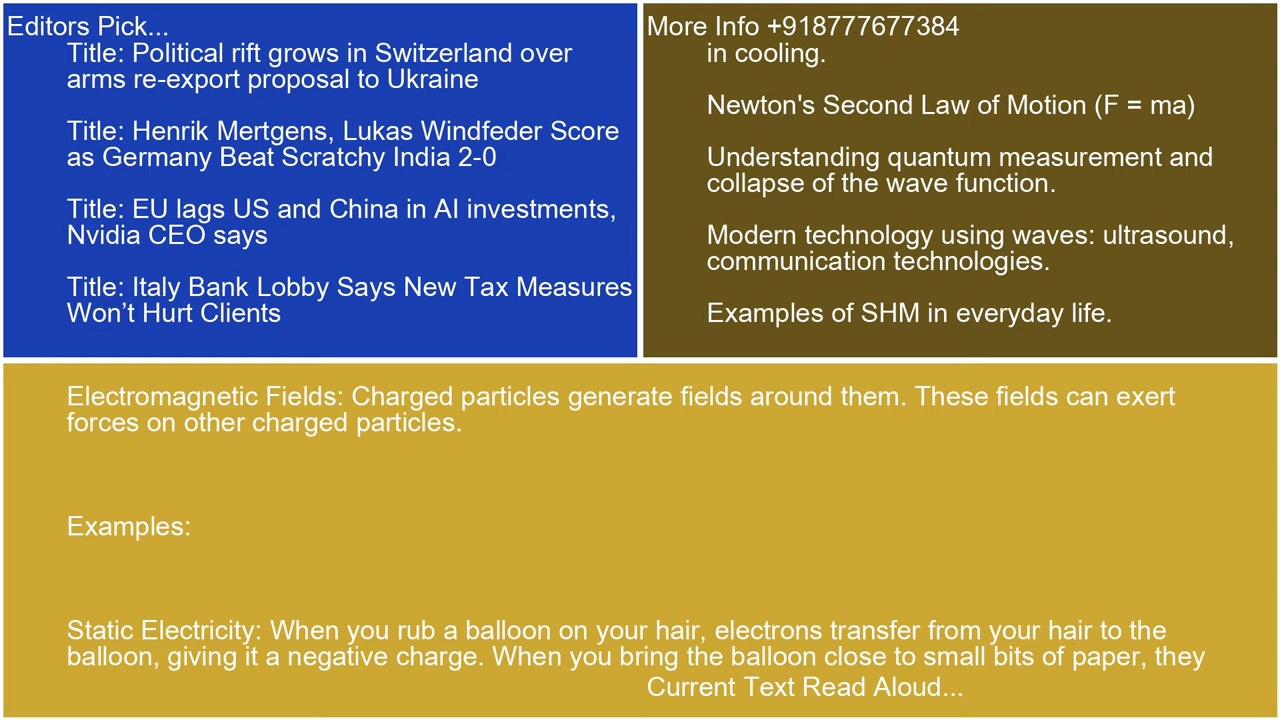 Editors Pick...
Title: Political rift grows in Switzerland over
arms re-export proposal to Ukraine
Title: Henrik Mertgens, Lukas Windfeder Score
as Germany Beat Scratchy India 2-0
Title: EU lags US and China in AI investments,
Nvidia CEO says
Title: Italy Bank Lobby Says New Tax Measures
Won’t Hurt Clients
More Info +918777677384
in cooling.
Newton's Second Law of Motion (F = ma)
Understanding quantum measurement and
collapse of the wave function.
Modern technology using waves: ultrasound,
communication technologies.
Examples of SHM in everyday life.
Electromagnetic Fields: Charged particles generate fields around them. These fields can exert
forces on other charged particles.
Examples:
Static Electricity: When you rub a balloon on your hair, electrons transfer from your hair to the
balloon, giving it a negative charge. When you bring the balloon close to small bits of paper, they
Current Text Read Aloud...